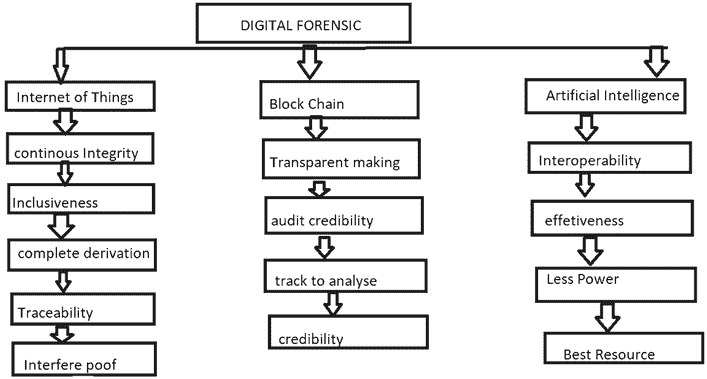 DIGITAL FORENSIC
Internet of Things
continous Integrity
Inclusiveness
complete derivation
Traceability
Interfere poof
Block Chain
Transparent making
audit credibility
track to analyse
credibility
Artificial Intelligence
Interoperability
effetiveness
Less Power
Best Resource